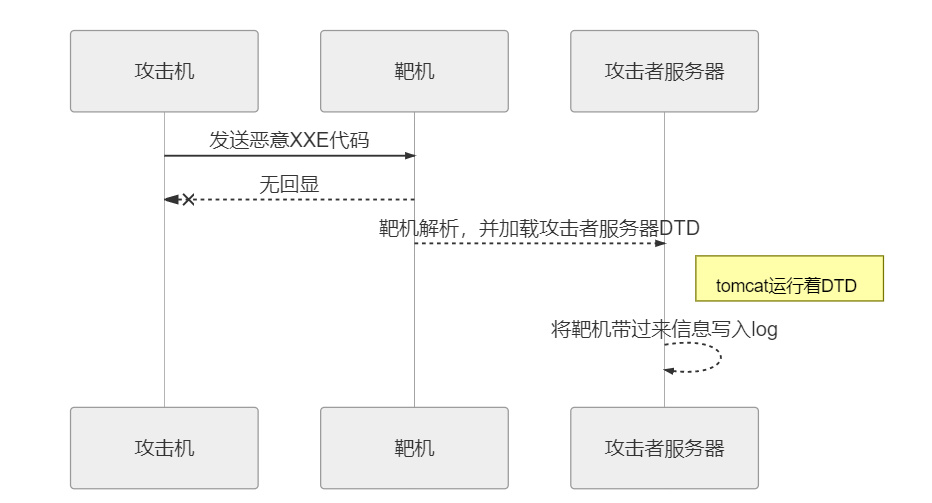 攻击机
靶机
攻击者服务器
发送恶意XXE代码
无回显
靶机解析，并加载攻击者服务器DTD
tomcat运行着DTD
将靶机带过来信息写入log
攻击机
靶机
攻击者服务器